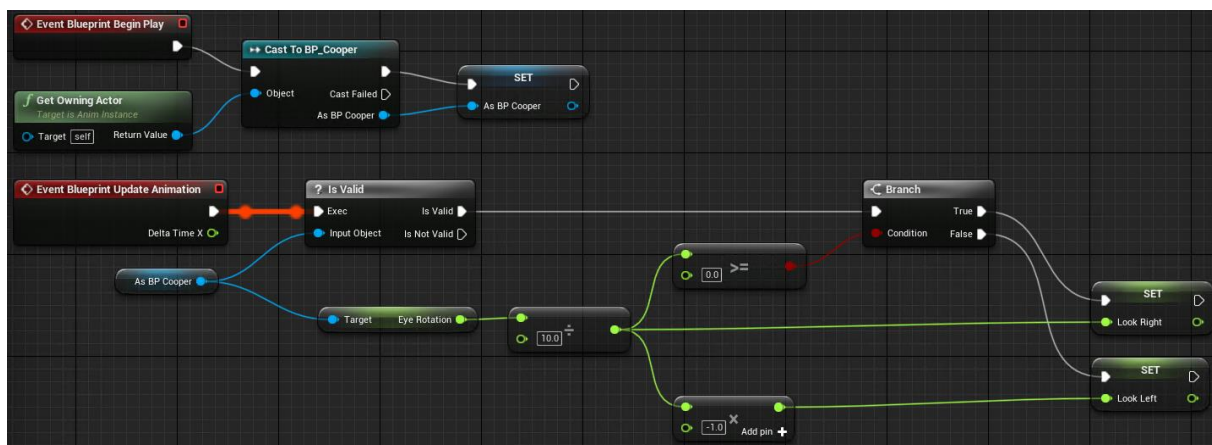 Event Blueprint Begin Play
Cast To BP_Cooper
Object
Cast Failed
As BP Cooper
SET
As BP Cooper
f Get Owning Actor
Target is Anim Instance
Target self Return Value
Event Blueprint Update Animation
Delta Time X
? Is Valid
Exec Is Valid
Input Object Is Not Valid
Branch
True
Condition False
As BP Cooper
Target Eye Rotation
10.0 ÷
0.0 >=
-1.0 × Add pin +
SET
Look Right
SET
Look Left